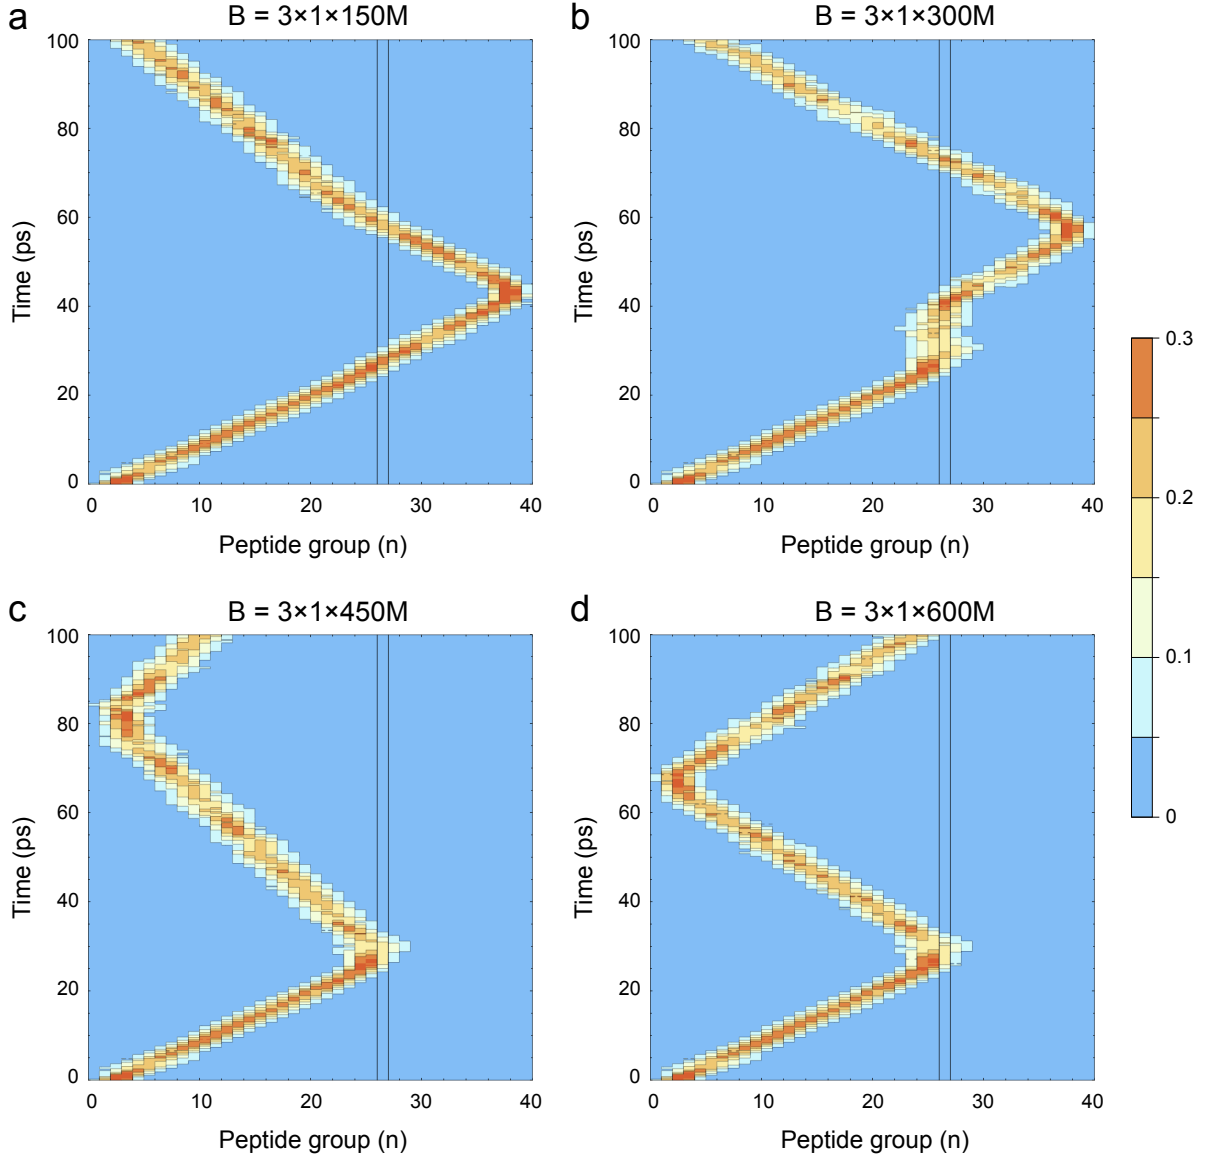 a
B = 3×1×150M
100
80
60
40
20
0
Time (ps)
0 10 20 30 40
Peptide group (n)
b
B = 3×1×300M
100
80
60
40
20
0
Time (ps)
0 10 20 30 40
Peptide group (n)
0.3
0.2
0.1
0
c
B = 3×1×450M
100
80
60
40
20
0
Time (ps)
0 10 20 30 40
Peptide group (n)
d
B = 3×1×600M
100
80
60
40
20
0
Time (ps)
0 10 20 30 40
Peptide group (n)